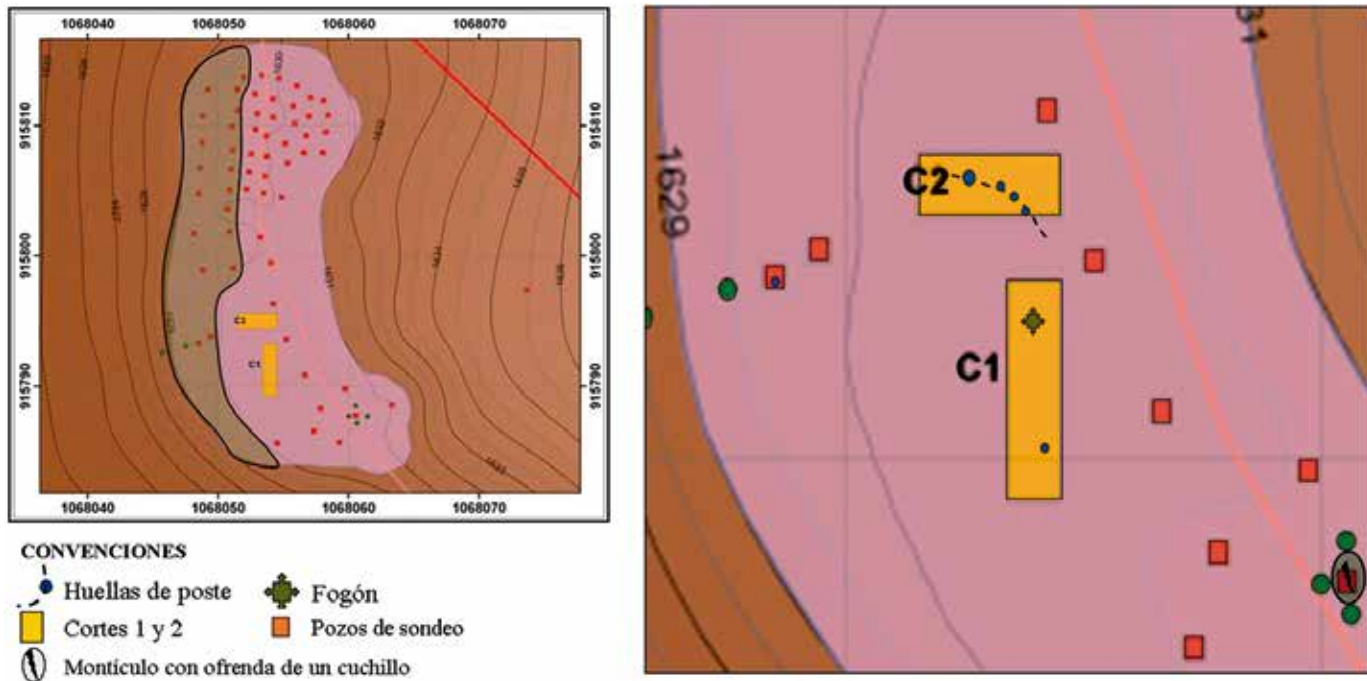 1068040 1068050 1068060 1068070
915810
915800
915790
915810
915800
915790
C2
C1
1068040 1068050 1068060 1068070
CONVENCIONES
Huellas de poste
Fogón
Cortes 1 y 2
Pozos de sondeo
Montículo con ofrenda de un cuchillo
1629
C2
C1